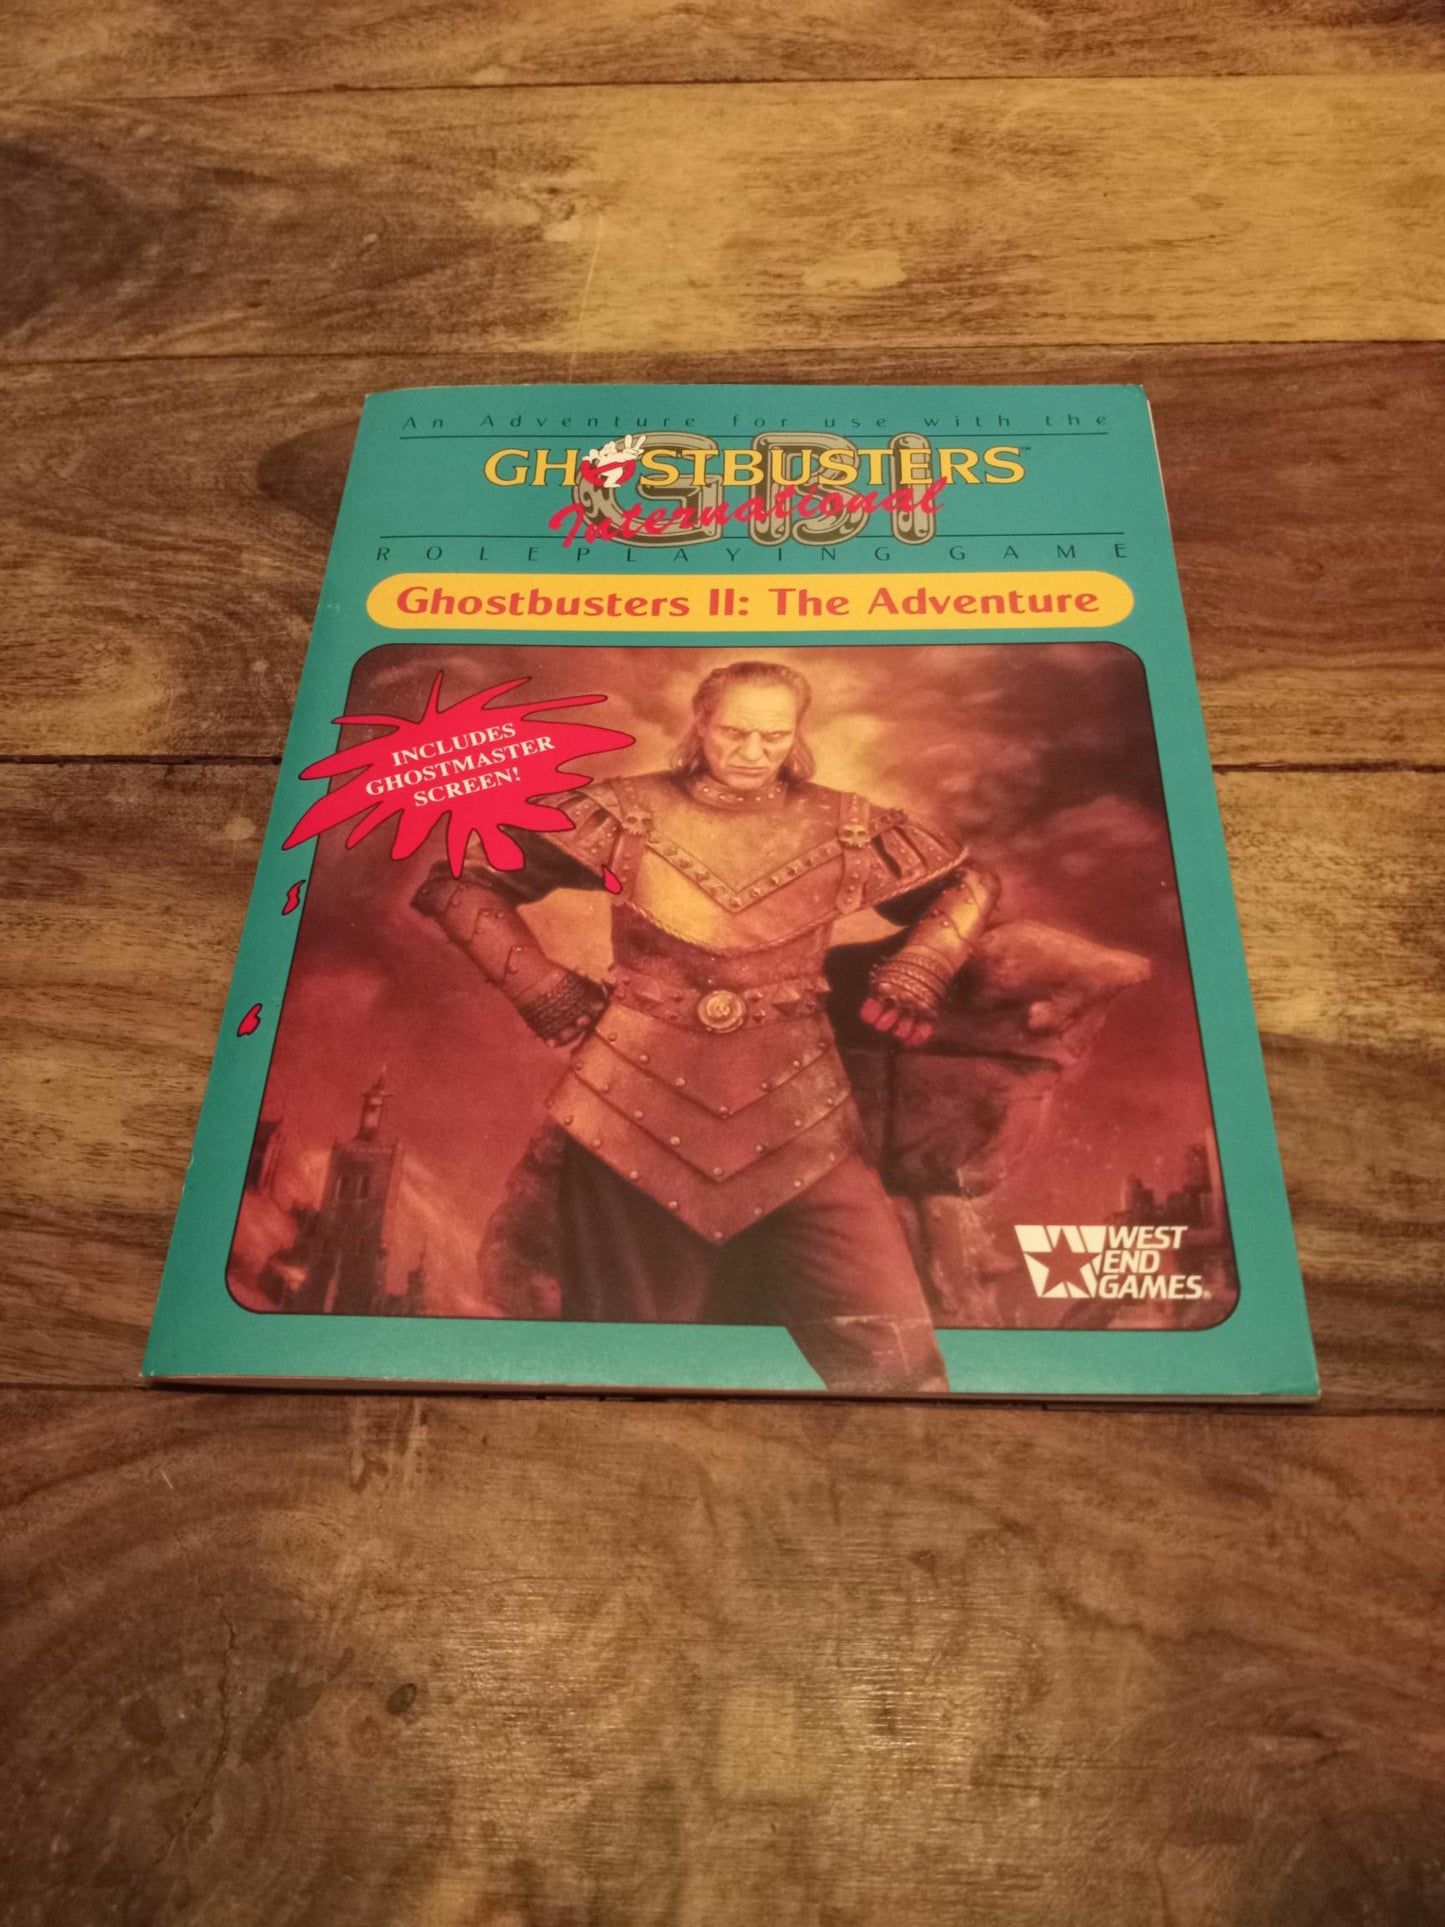 An Adventure for use with the
GBI
GHOSTBUSTERS™
International
ROLEPLAYING GAME
Ghostbusters II: The Adventure
INCLUDES
GHOSTMASTER
SCREEN!
WEST
END
GAMES®